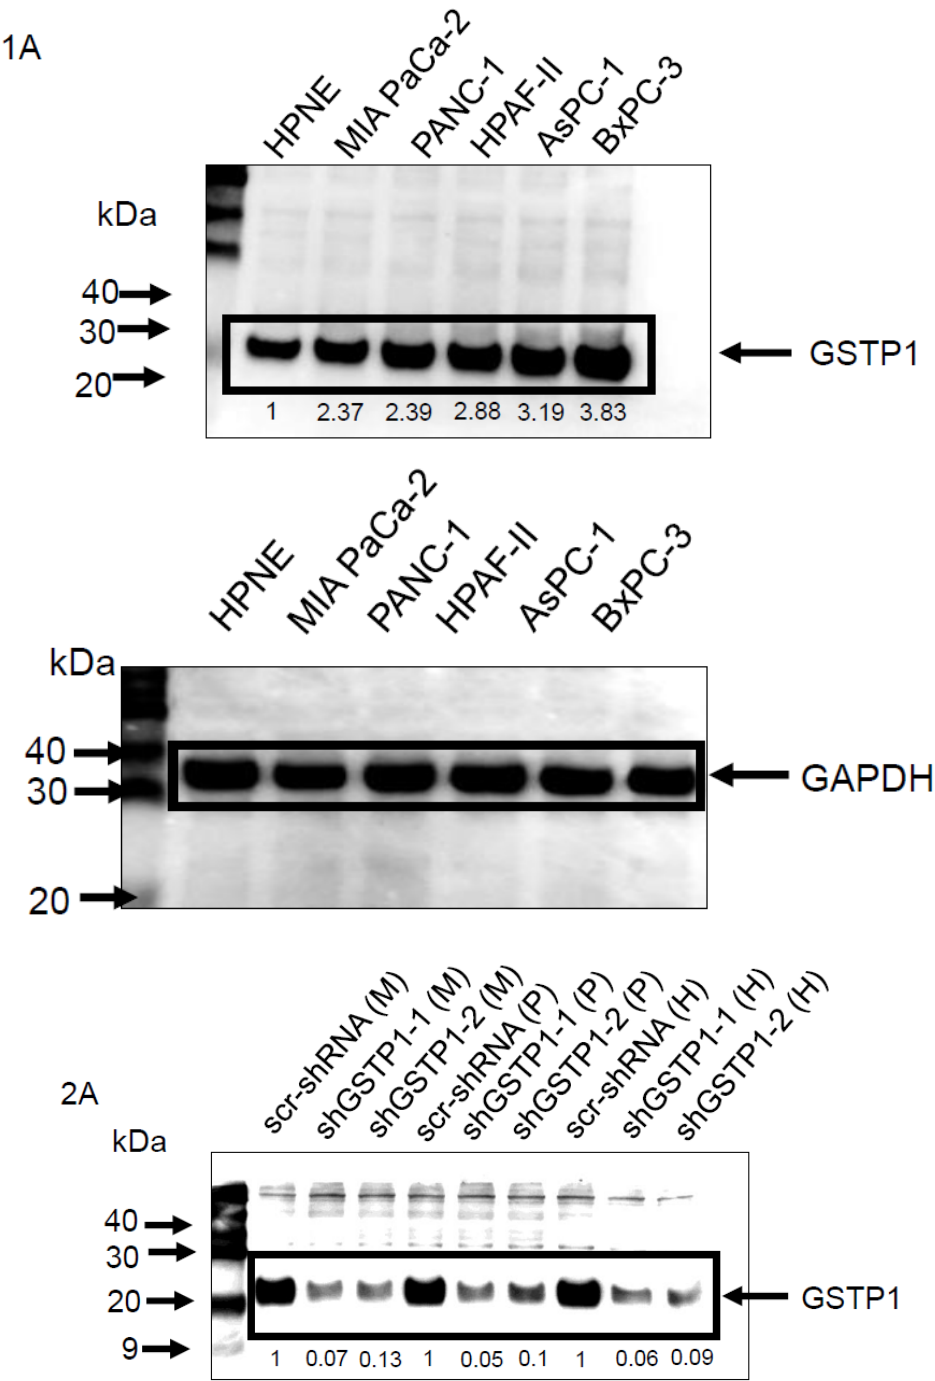 1A
HPNE
MIA PaCa-2
PANC-1
HPAF-II
AsPC-1
BxPC-3
kDa
40
30
20
GSTP1
1 2.37 2.39 2.88 3.19 3.83
HPNE
MIA PaCa-2
PANC-1
HPAF-II
AsPC-1
BxPC-3
kDa
40
30
20
GAPDH
2A
scr-shRNA (M)
shGSTP1-1 (M)
shGSTP1-2 (M)
scr-shRNA (P)
shGSTP1-1 (P)
shGSTP1-2 (P)
scr-shRNA (H)
shGSTP1-1 (H)
shGSTP1-2 (H)
kDa
40
30
20
9
GSTP1
1 0.07 0.13 1 0.05 0.1 1 0.06 0.09